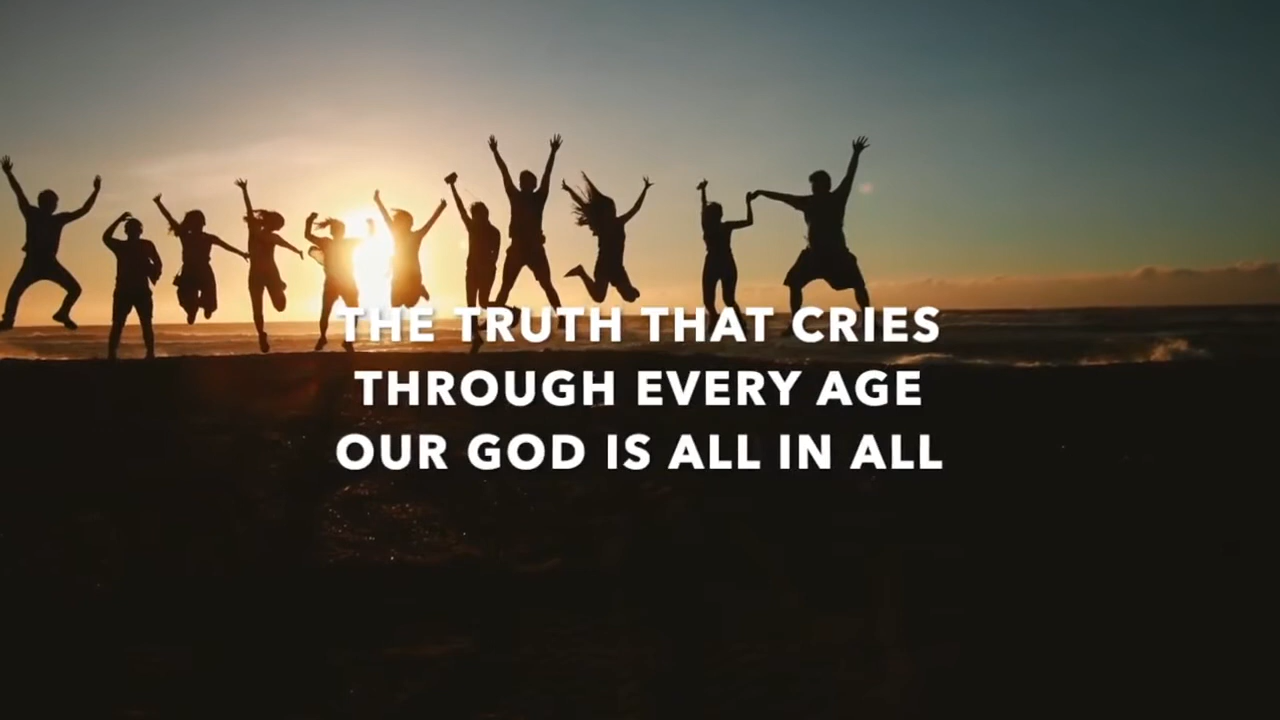 THE TRUTH THAT CRIES
THROUGH EVERY AGE
OUR GOD IS ALL IN ALL